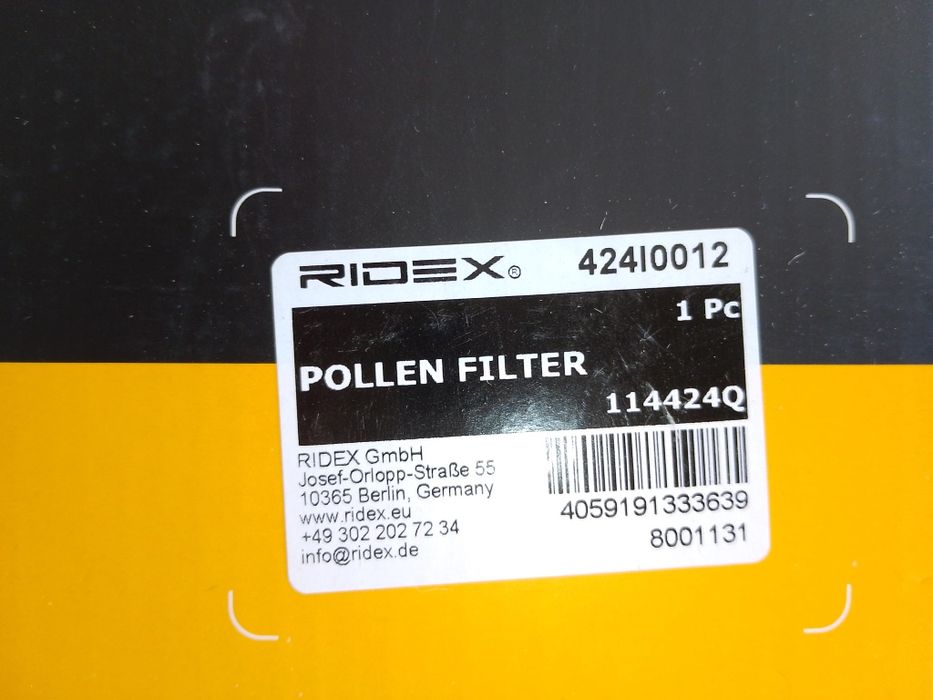 RIDEX® 424I0012
1 Pc
POLLEN FILTER
114424Q
RIDEX GmbH
Josef-Orlopp-Straße 55
10365 Berlin, Germany
www.ridex.eu
+49 302 202 72 34
info@ridex.de
4059191333639
8001131